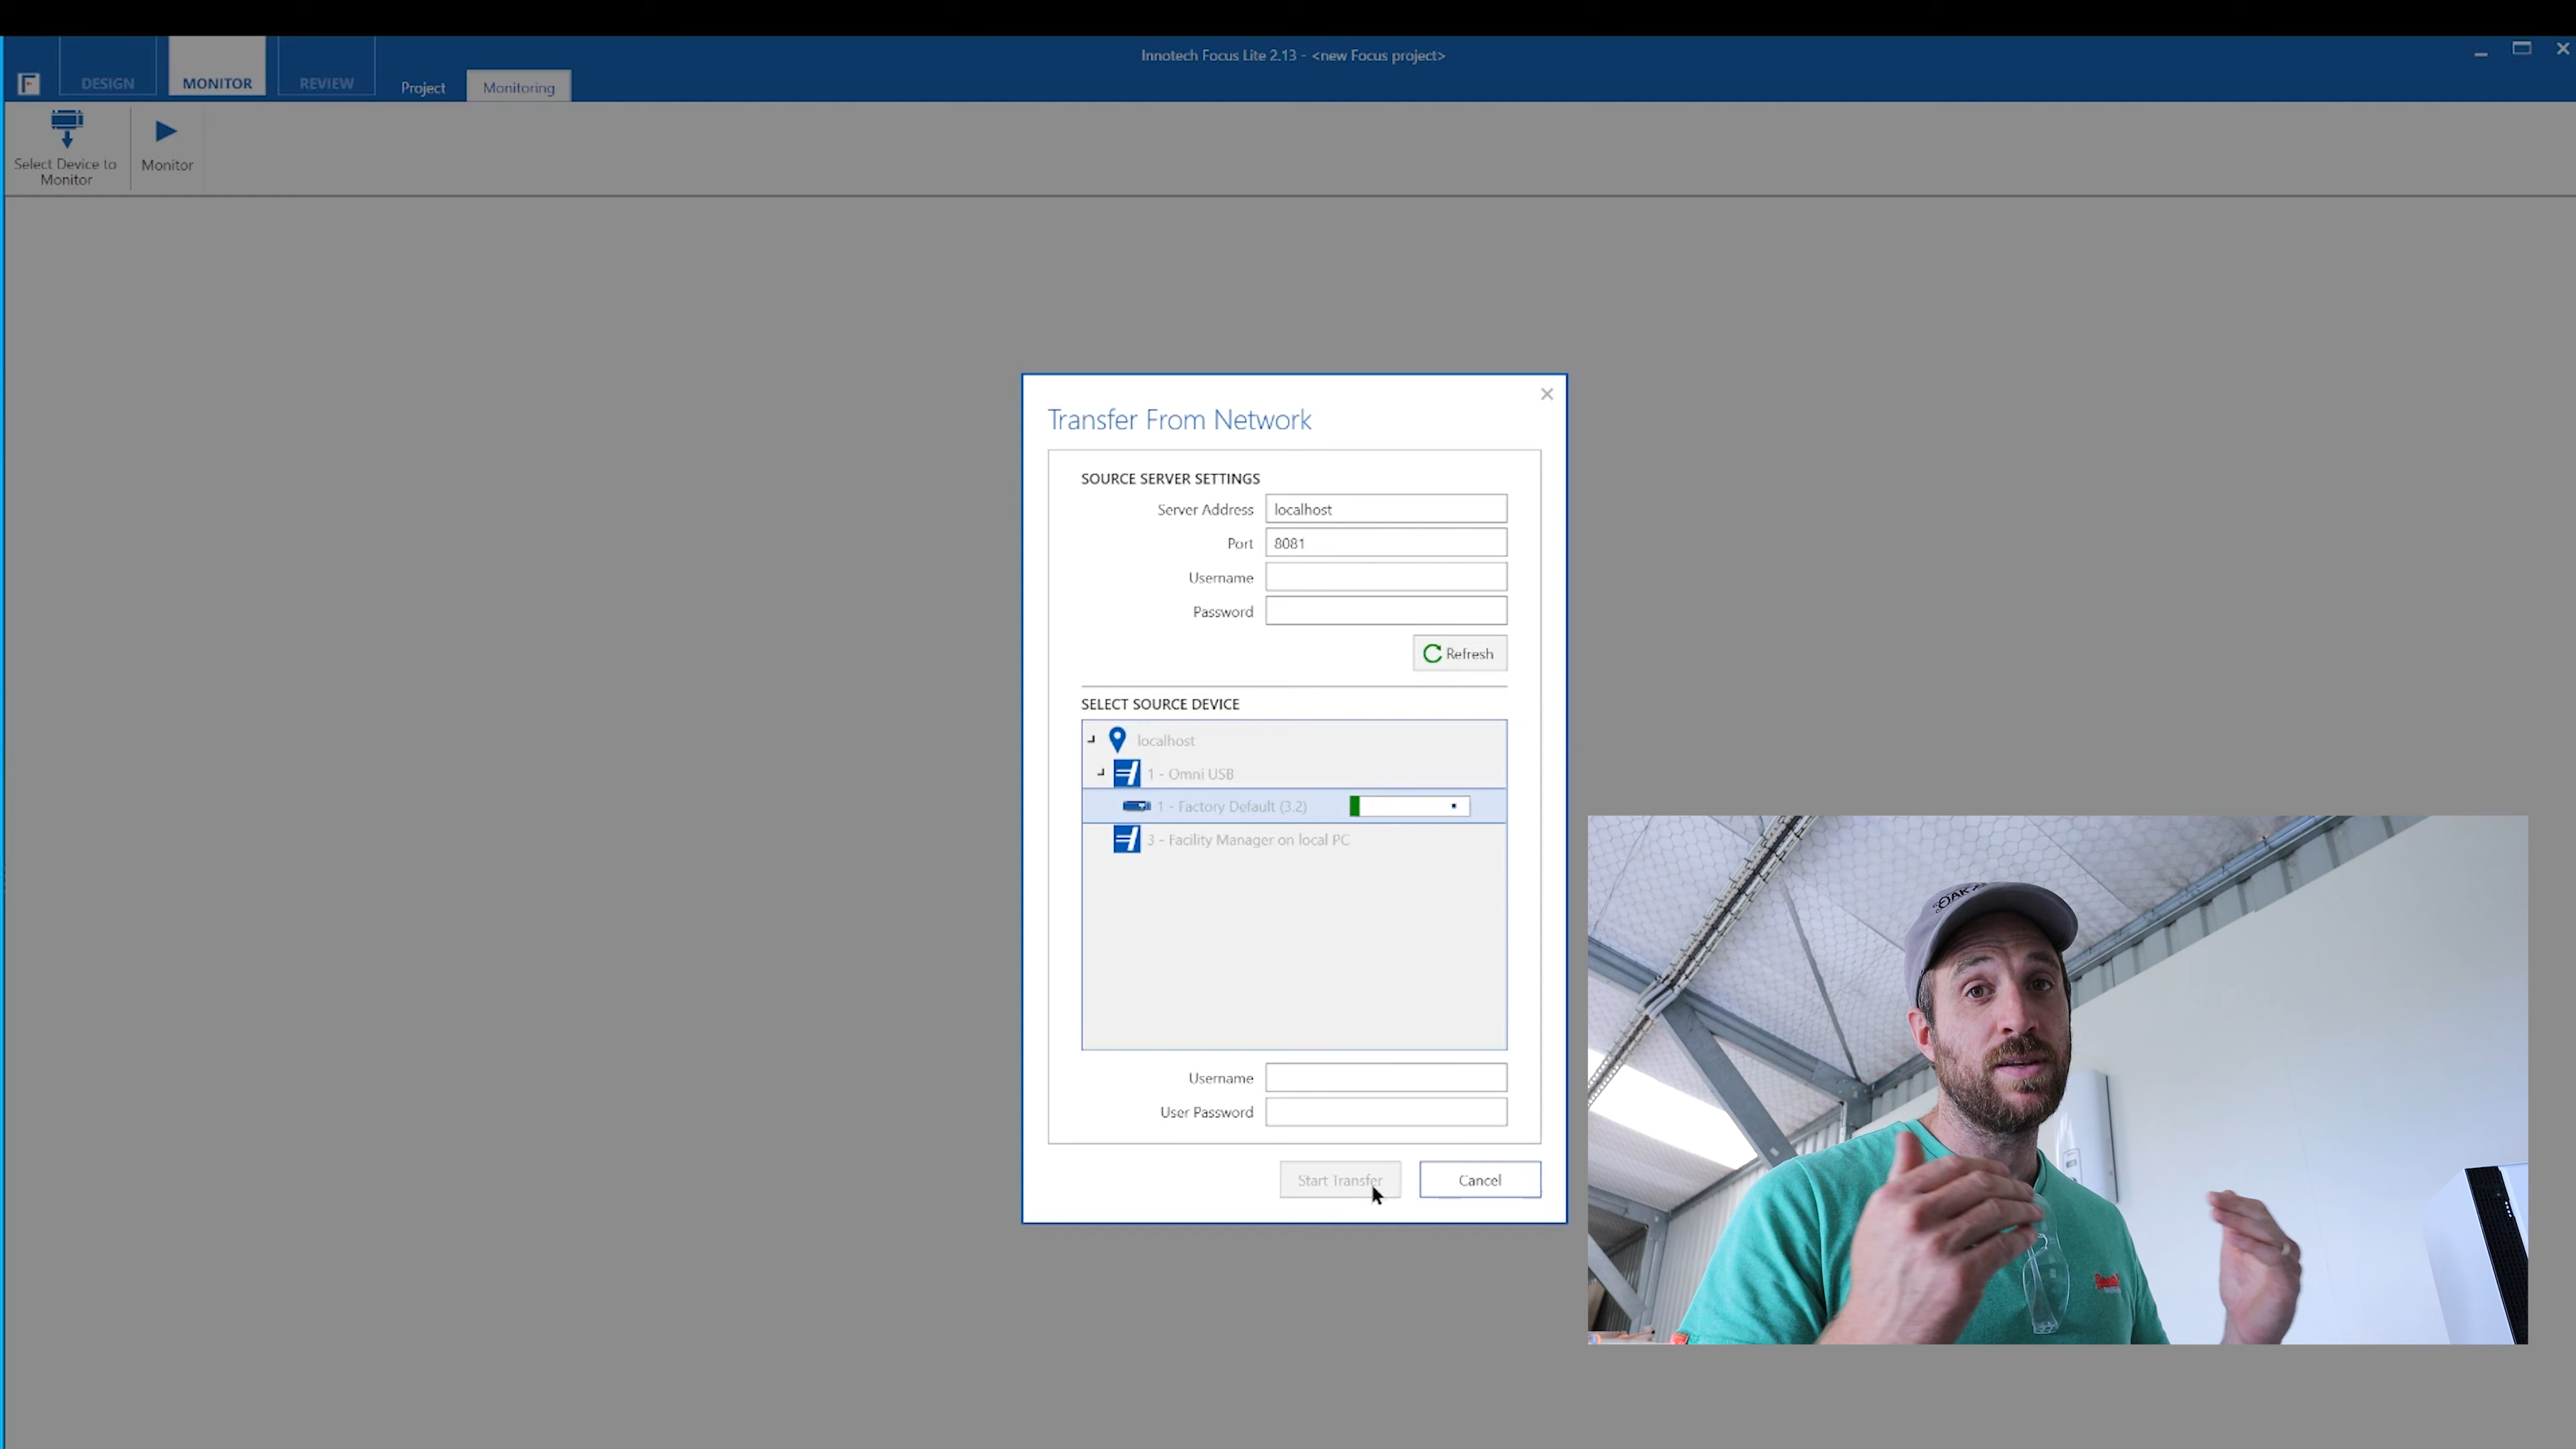 Innotech Focus Lite 2.13 - <new Focus project>
DESIGN
MONITOR
REVIEW
Project
Monitoring
Select Device to
Monitor
Monitor
Transfer From Network
SOURCE SERVER SETTINGS
Server Address localhost
Port 8081
Username
Password
Refresh
SELECT SOURCE DEVICE
localhost
1 - Omni USB
1 - Factory Default (3.2)
3 - Facility Manager on local PC
Username
User Password
Start Transfer
Cancel